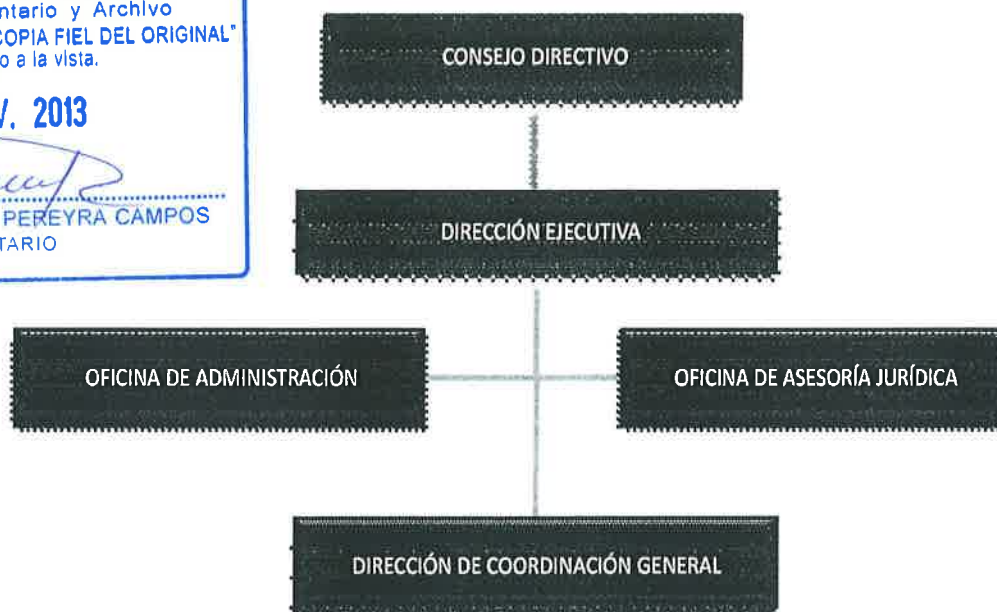 ntario y Archivo
COPIA FIEL DEL ORIGINAL"
o a la vista.
V. 2013
PEREYRA CAMPOS
TARIO
CONSEJO DIRECTIVO
DIRECCIÓN EJECUTIVA
OFICINA DE ADMINISTRACIÓN
OFICINA DE ASESORÍA JURÍDICA
DIRECCIÓN DE COORDINACIÓN GENERAL